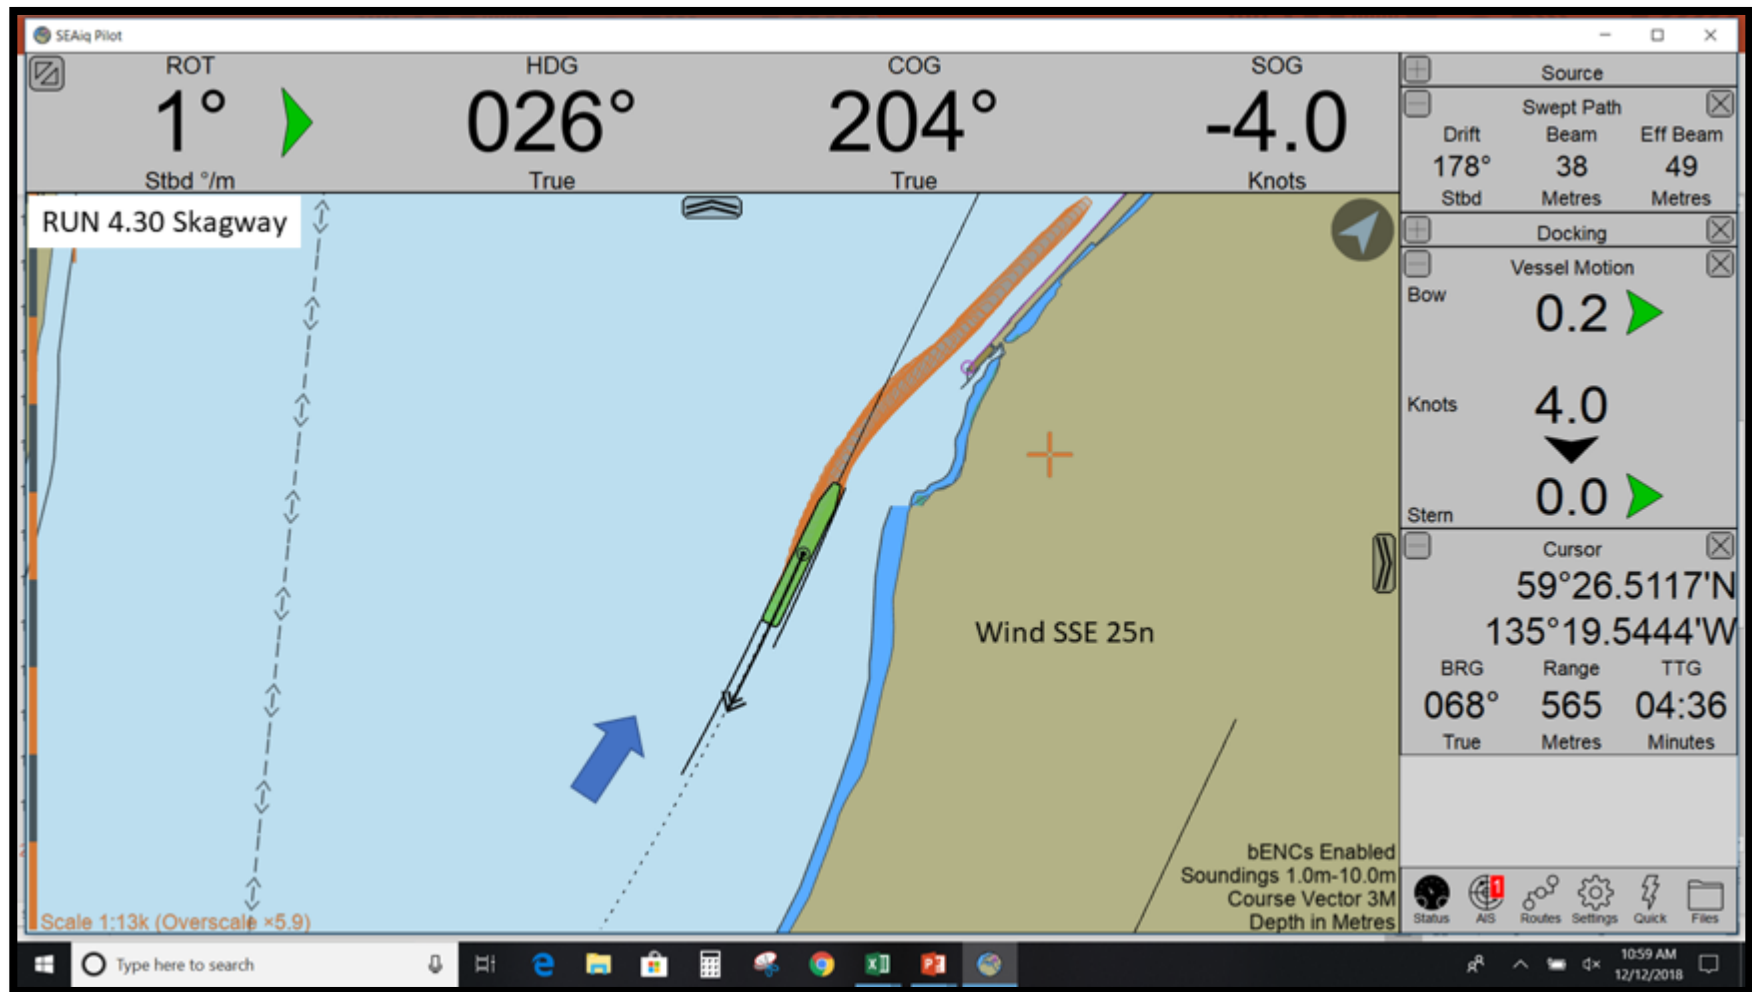 SEAiq Pilot
ROT HDG COG SOG
1° 026° 204° -4.0
Stbd °/m True True Knots
RUN 4.30 Skagway
Wind SSE 25n
bENCs Enabled
Soundings 1.0m-10.0m
Course Vector 3M
Depth in Metres
Scale 1:13k (Overscale ×5.9)
Source
Swept Path
Drift Beam Eff Beam
178° 38 49
Stbd Metres Metres
Docking
Vessel Motion
Bow
0.2
Knots 4.0
0.0
Stern
Cursor
59°26.5117'N
135°19.5444'W
BRG Range TTG
068° 565 04:36
True Metres Minutes
1
Status AIS Routes Settings Quick Files
Type here to search
10:59 AM
12/12/2018